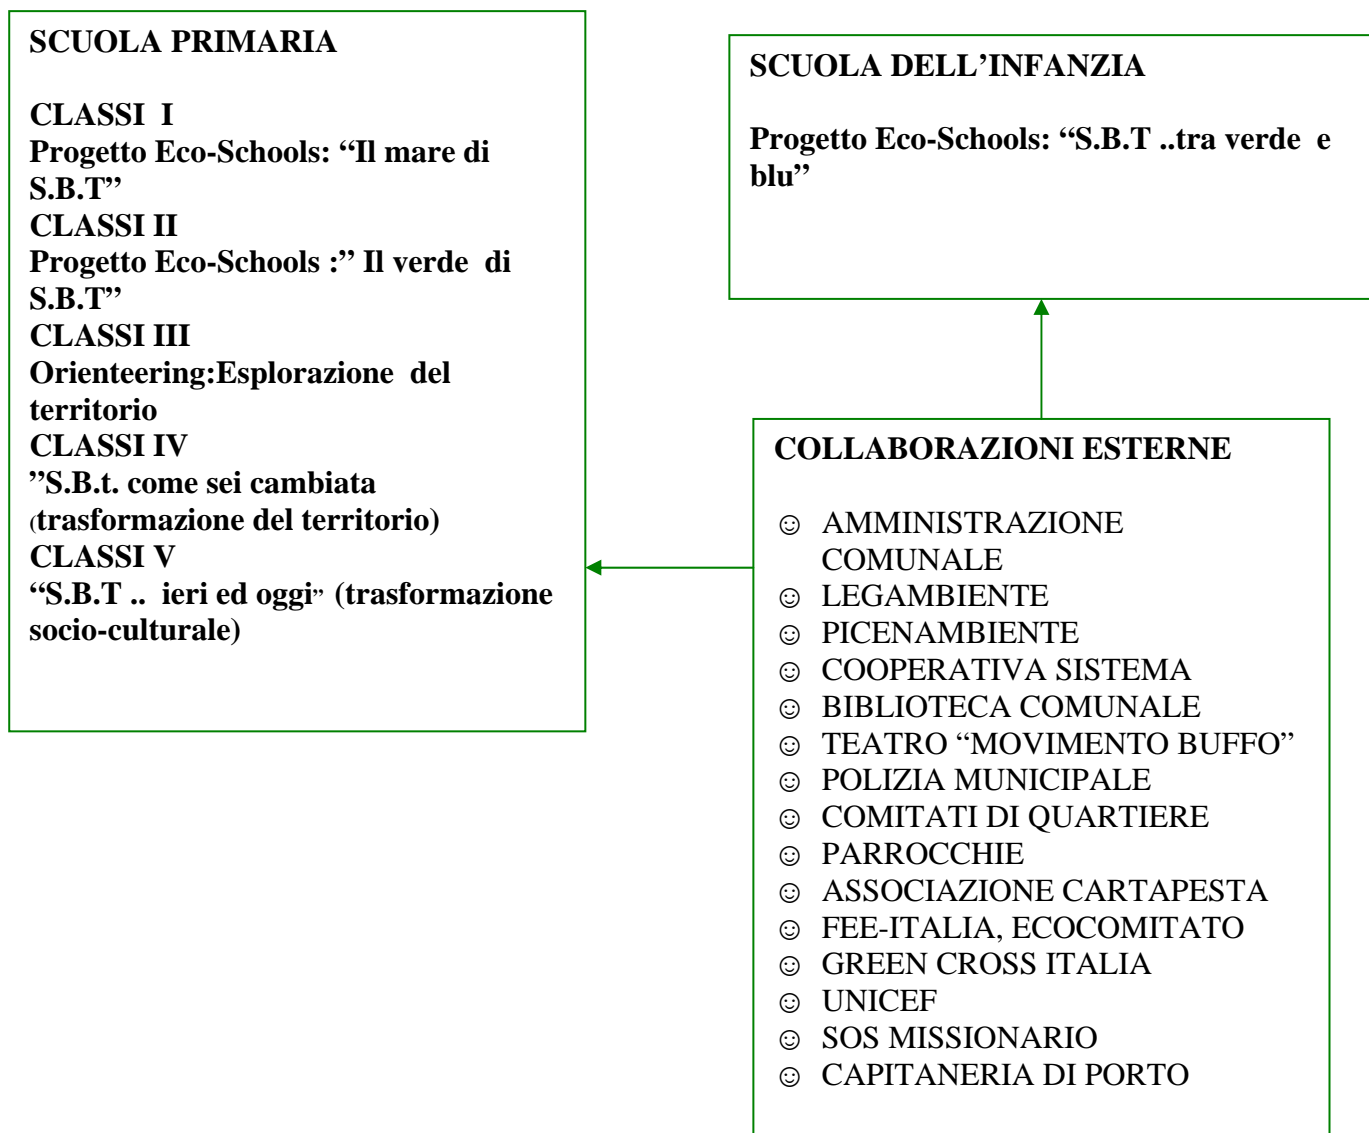 SCUOLA PRIMARIA
CLASSI  I
Progetto Eco-Schools: “Il mare di
S.B.T”
CLASSI II
Progetto Eco-Schools :” Il verde  di
S.B.T”
CLASSI III
Orienteering:Esplorazione  del
territorio
CLASSI IV
”S.B.t. come sei cambiata
(trasformazione del territorio)
CLASSI V
“S.B.T ..  ieri ed oggi” (trasformazione
socio-culturale)
SCUOLA DELL’INFANZIA
Progetto Eco-Schools: “S.B.T ..tra verde  e
blu”
COLLABORAZIONI ESTERNE
☺ AMMINISTRAZIONE
COMUNALE
☺ LEGAMBIENTE
☺ PICENAMBIENTE
☺ COOPERATIVA SISTEMA
☺ BIBLIOTECA COMUNALE
☺ TEATRO “MOVIMENTO BUFFO”
☺ POLIZIA MUNICIPALE
☺ COMITATI DI QUARTIERE
☺ PARROCCHIE
☺ ASSOCIAZIONE CARTAPESTA
☺ FEE-ITALIA, ECOCOMITATO
☺ GREEN CROSS ITALIA
☺ UNICEF
☺ SOS MISSIONARIO
☺ CAPITANERIA DI PORTO